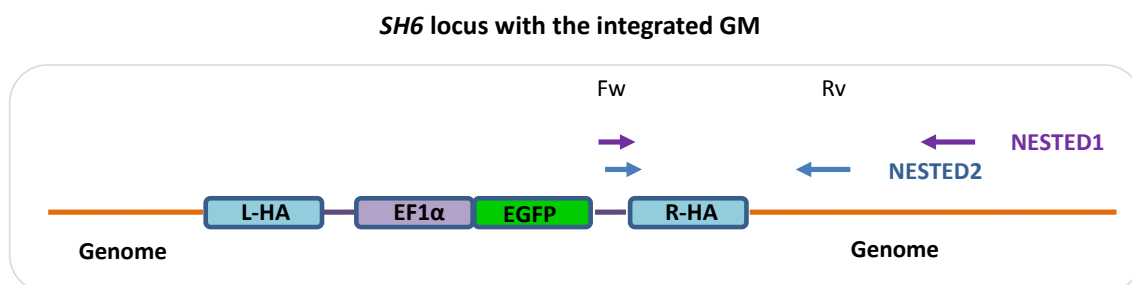 SH6 locus with the integrated GM
Fw Rv
NESTED1
NESTED2
L-HA EF1α EGFP R-HA
Genome Genome